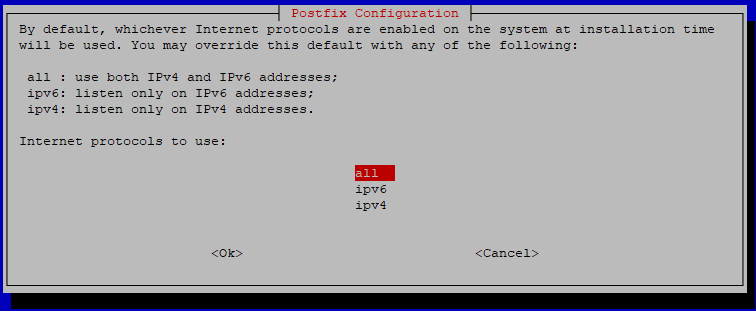 Postfix Configuration
By default, whichever Internet protocols are enabled on the system at installation time
will be used. You may override this default with any of the following:
all : use both IPv4 and IPv6 addresses;
ipv6: listen only on IPv6 addresses;
ipv4: listen only on IPv4 addresses.
Internet protocols to use:
all
ipv6
ipv4
<Ok> <Cancel>